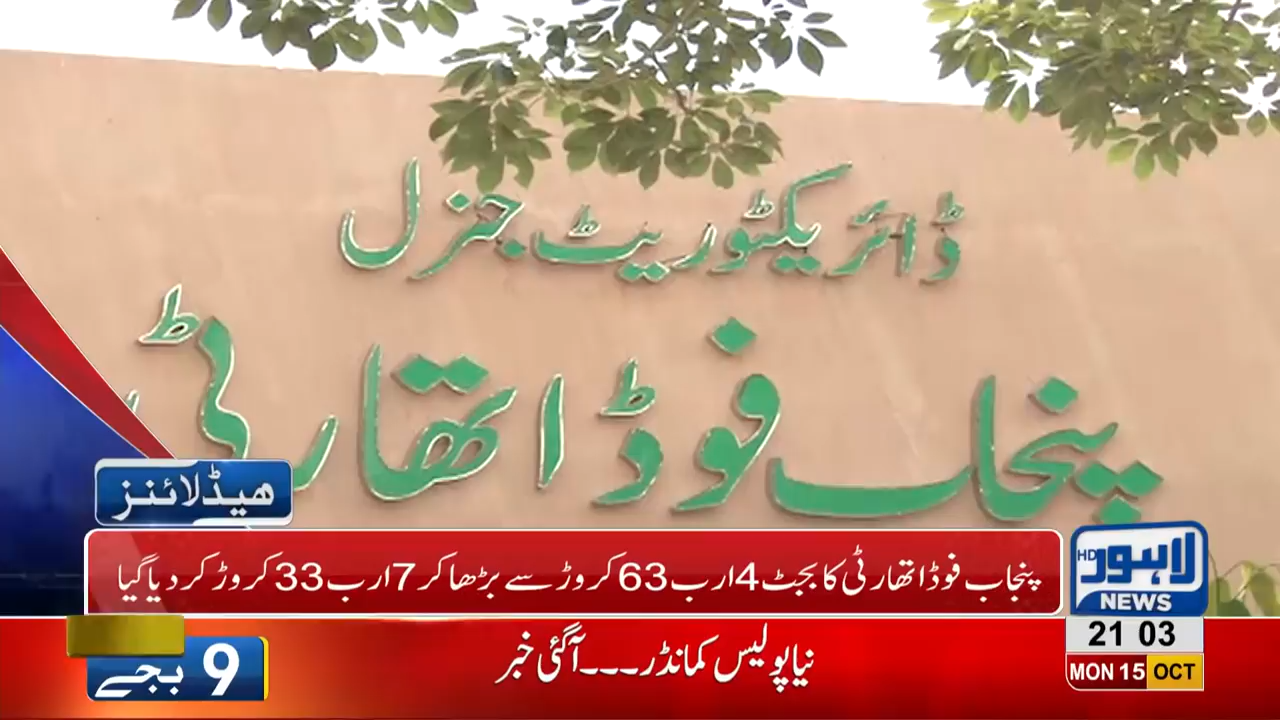 ڈائریکٹوریٹ جنرل
پنجاب فوڈ اتھارٹی
ھیڈلائنز
پنجاب فوڈ اتھارٹی کا بجٹ 4 ارب 63 کروڑ سے بڑھا کر 7 ارب 33 کروڑ کر دیا گیا
لاہور HD
NEWS
نیا پولیس کمانڈر۔۔۔ آگئی خبر
21 03
9 بجے
MON 15 OCT